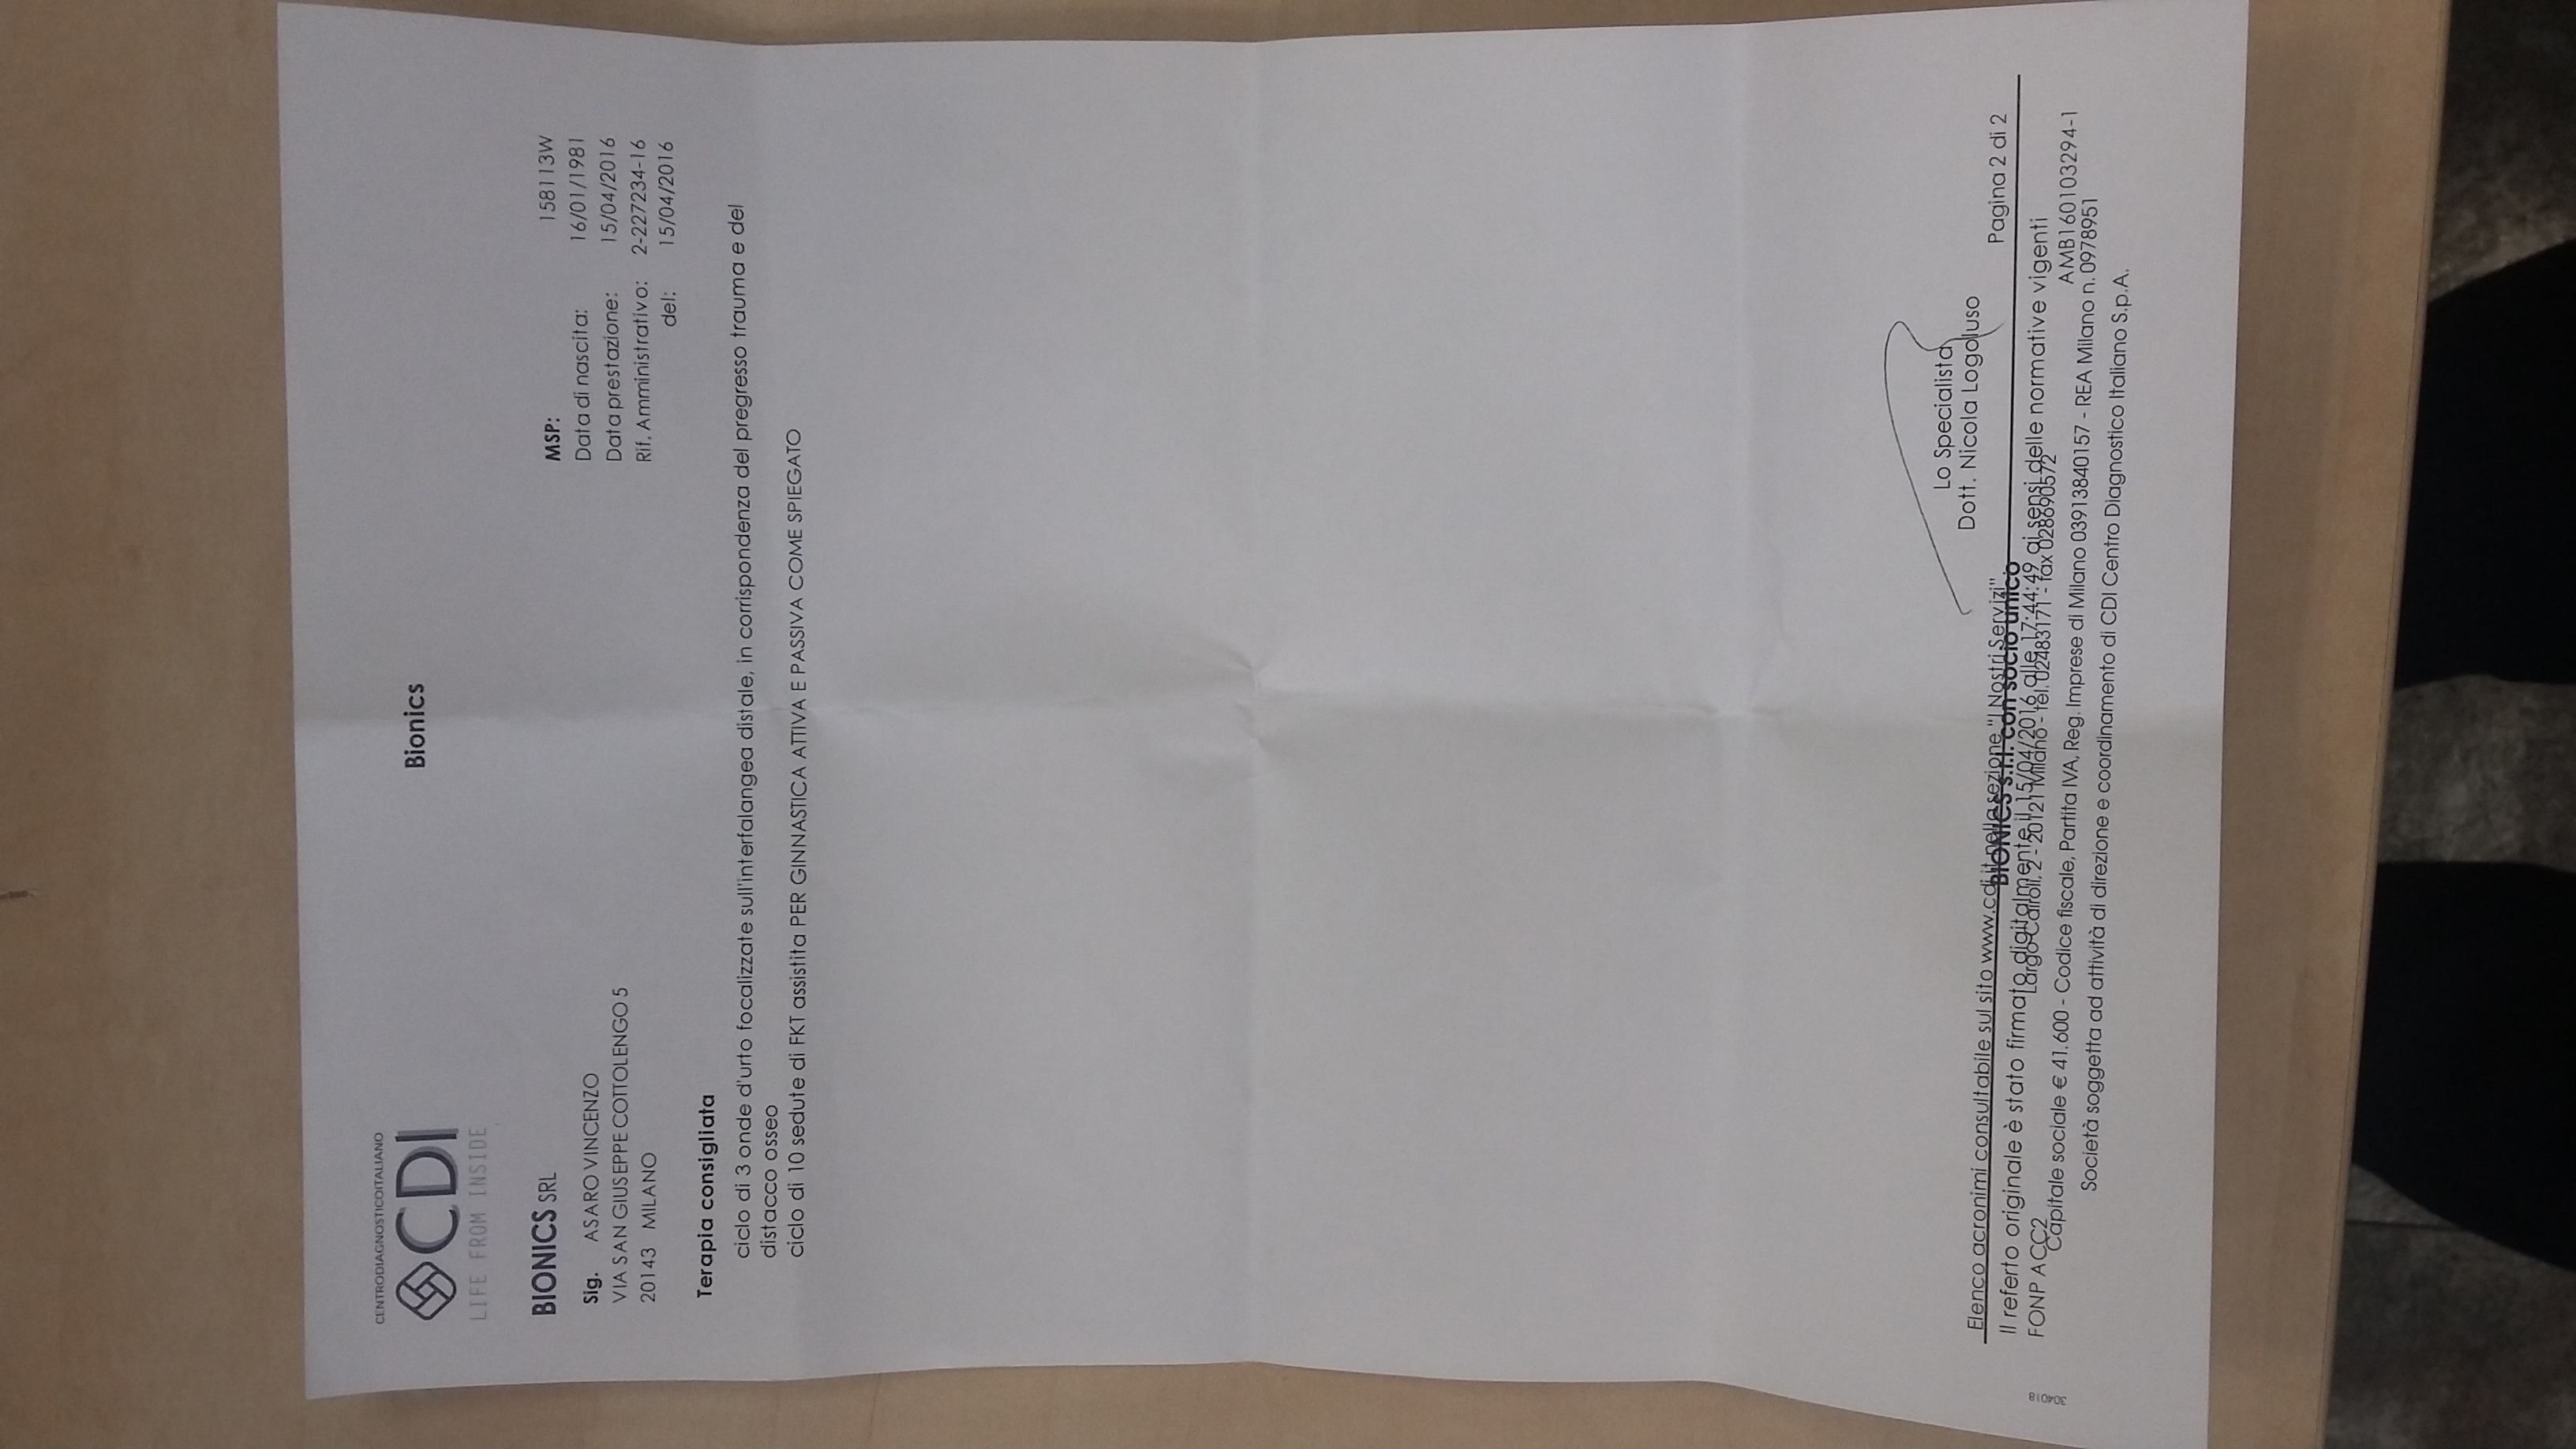 CENTRODIAGNOSTICOITALIANO
CDI
LIFE FROM INSIDE
Bionics
BIONICS SRL
Sig. ASARO VINCENZO
VIA SAN GIUSEPPE COTTOLENGO 5
20143 MILANO
MSP: 158113W
Data di nascita: 16/01/1981
Data prestazione: 15/04/2016
Rif. Amministrativo: 2-227234-16
del: 15/04/2016
Terapia consigliata
ciclo di 3 onde d'urto focalizzate sull'interfalangea distale, in corrispondenza del pregresso trauma e del
distacco osseo
ciclo di 10 sedute di FKT assistita PER GINNASTICA ATTIVA E PASSIVA COME SPIEGATO
Lo Specialista
Dott. Nicola Logoluso
Elenco acronimi consultabile sul sito www.cdi.it nella sezione "I Nostri Servizi".
Pagina 2 di 2
BIONICS s.r.l. con socio unico
Il referto originale è stato firmato digitalmente il 15/04/2016 alle 17:44:49 ai sensi delle normative vigenti
Largo Cairoli, 2 - 20121 Milano - tel. 02483171 - fax 028690572
FONP ACC2
AMB160103294-1
Capitale sociale € 41.600 - Codice fiscale, Partita IVA, Reg. Imprese di Milano 03913840157 - REA Milano n. 0978951
Società soggetta ad attività di direzione e coordinamento di CDI Centro Diagnostico Italiano S.p.A.
304018